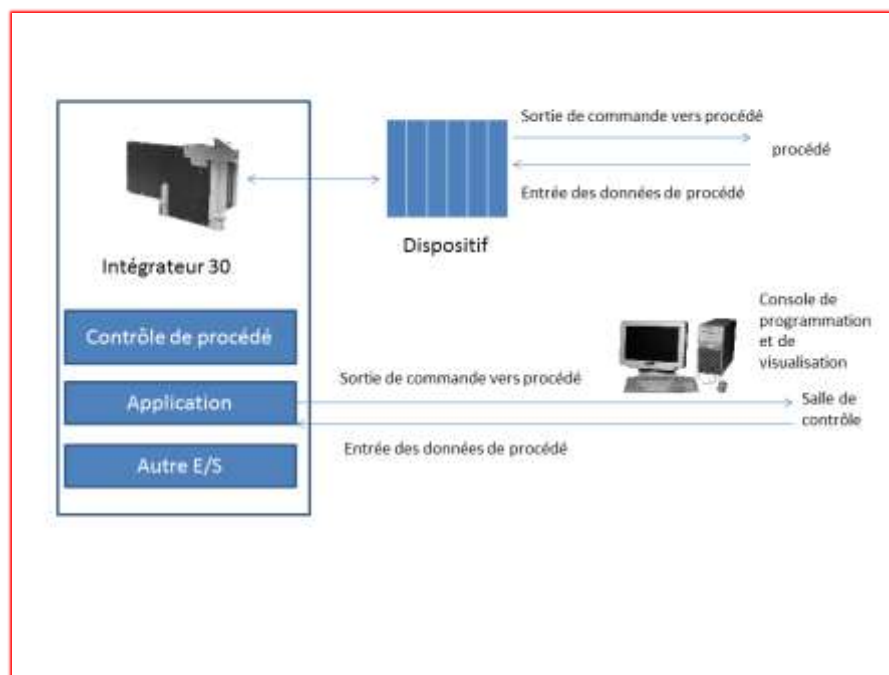 Sortie de commande vers procédé
procédé
Entrée des données de procédé
Dispositif
Intégrateur 30
Contrôle de procédé
Application
Autre E/S
Console de
programmation
et de
visualisation
Sortie de commande vers procédé
Salle de
contrôle
Entrée des données de procédé